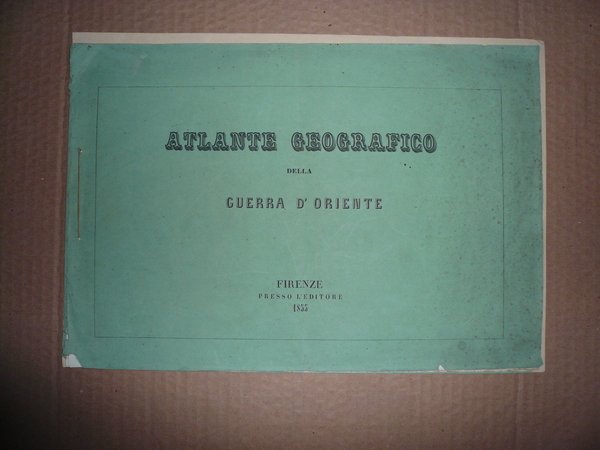 ATLANTE GEOGRAFICO
DELLA
GUERRA D' ORIENTE
FIRENZE
PRESSO L'EDITORE
1855